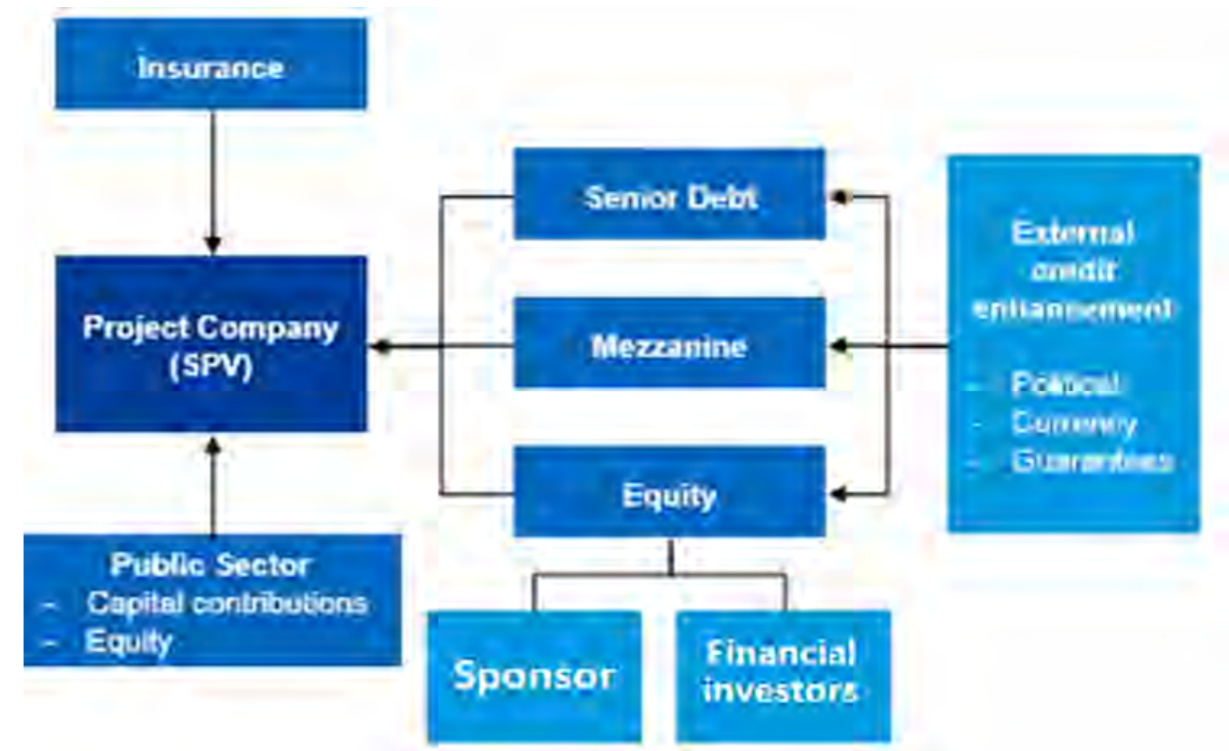 Insurance
Senior Debt
External
credit
enhancement
- Political
- Currency
- Guarantees
Project Company
(SPV)
Mezzanine
Equity
Public Sector
- Capital contributions
- Equity
Sponsor
Financial
investors